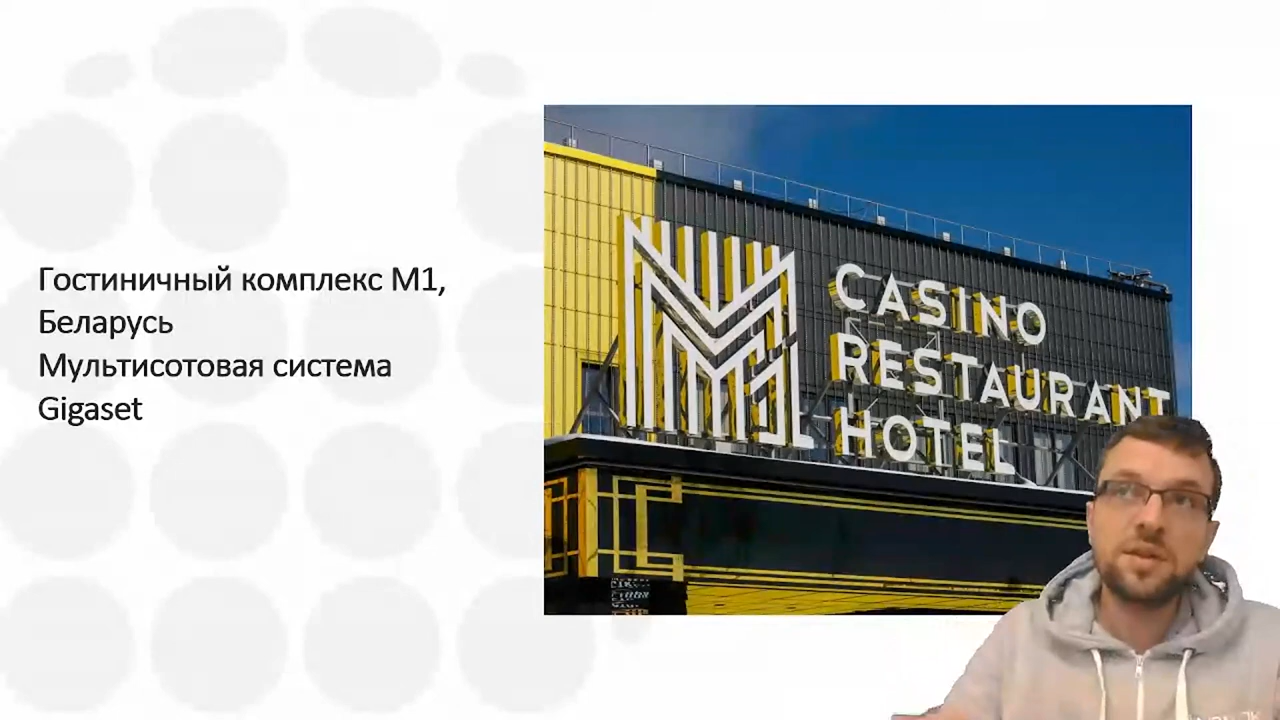 Гостиничный комплекс М1,
Беларусь
Мультисотовая система
Gigaset
CASINO
RESTAURANT
HOTEL